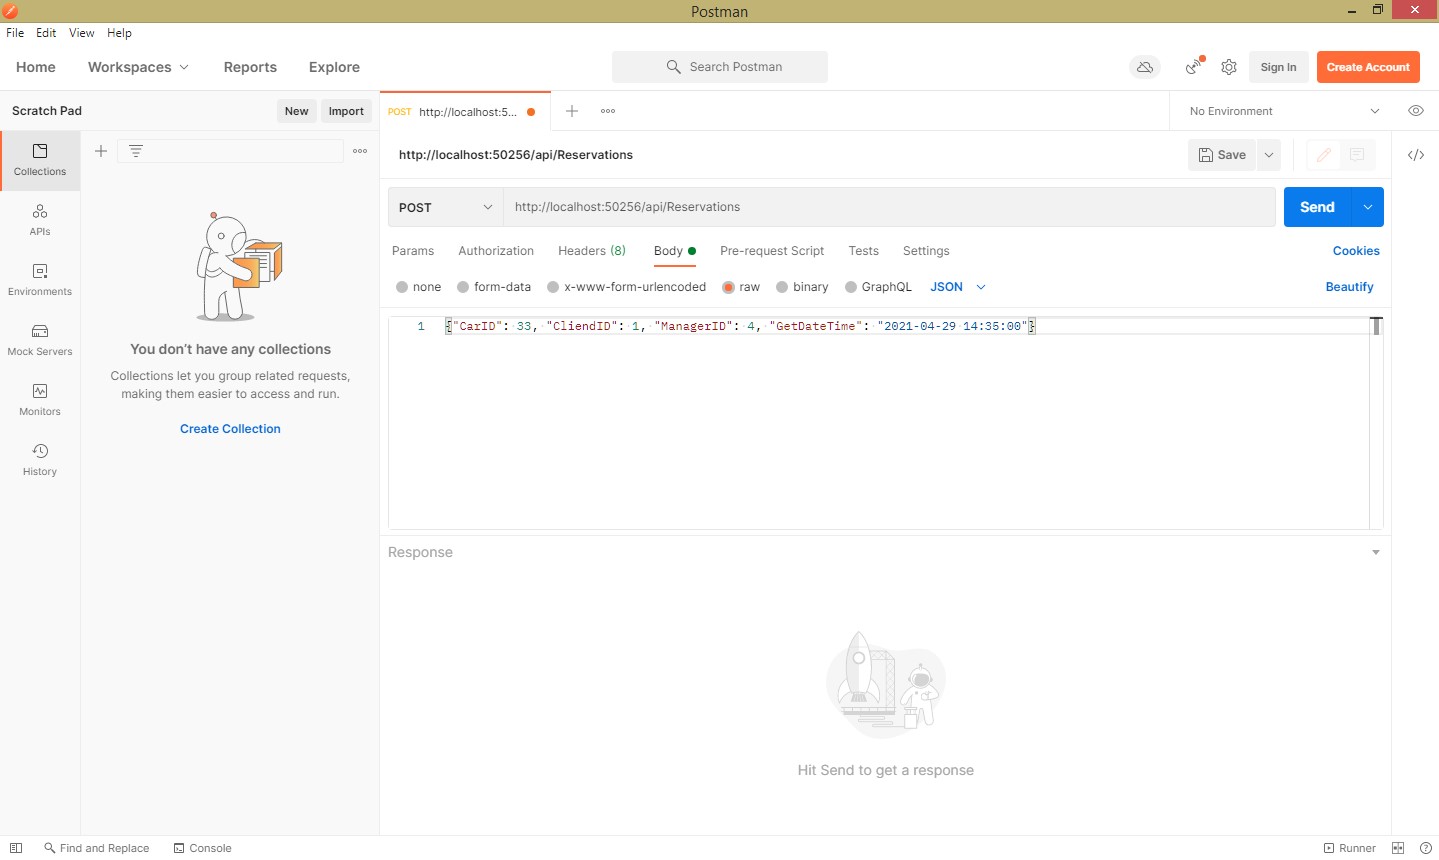 Postman
File Edit View Help
Home Workspaces Reports Explore Search Postman Sign In Create Account
Scratch Pad New Import POST http://localhost:5... No Environment
Collections
APIs
Environments
Mock Servers
Monitors
History
You don't have any collections
Collections let you group related requests,
making them easier to access and run.
Create Collection
http://localhost:50256/api/Reservations Save
POST http://localhost:50256/api/Reservations Send
Params Authorization Headers (8) Body Pre-request Script Tests Settings Cookies
none form-data x-www-form-urlencoded raw binary GraphQL JSON Beautify
1 {"CarID": 33, "CliendID": 1, "ManagerID": 4, "GetDateTime": "2021-04-29 14:35:00"}
Response
Hit Send to get a response
Find and Replace Console Runner